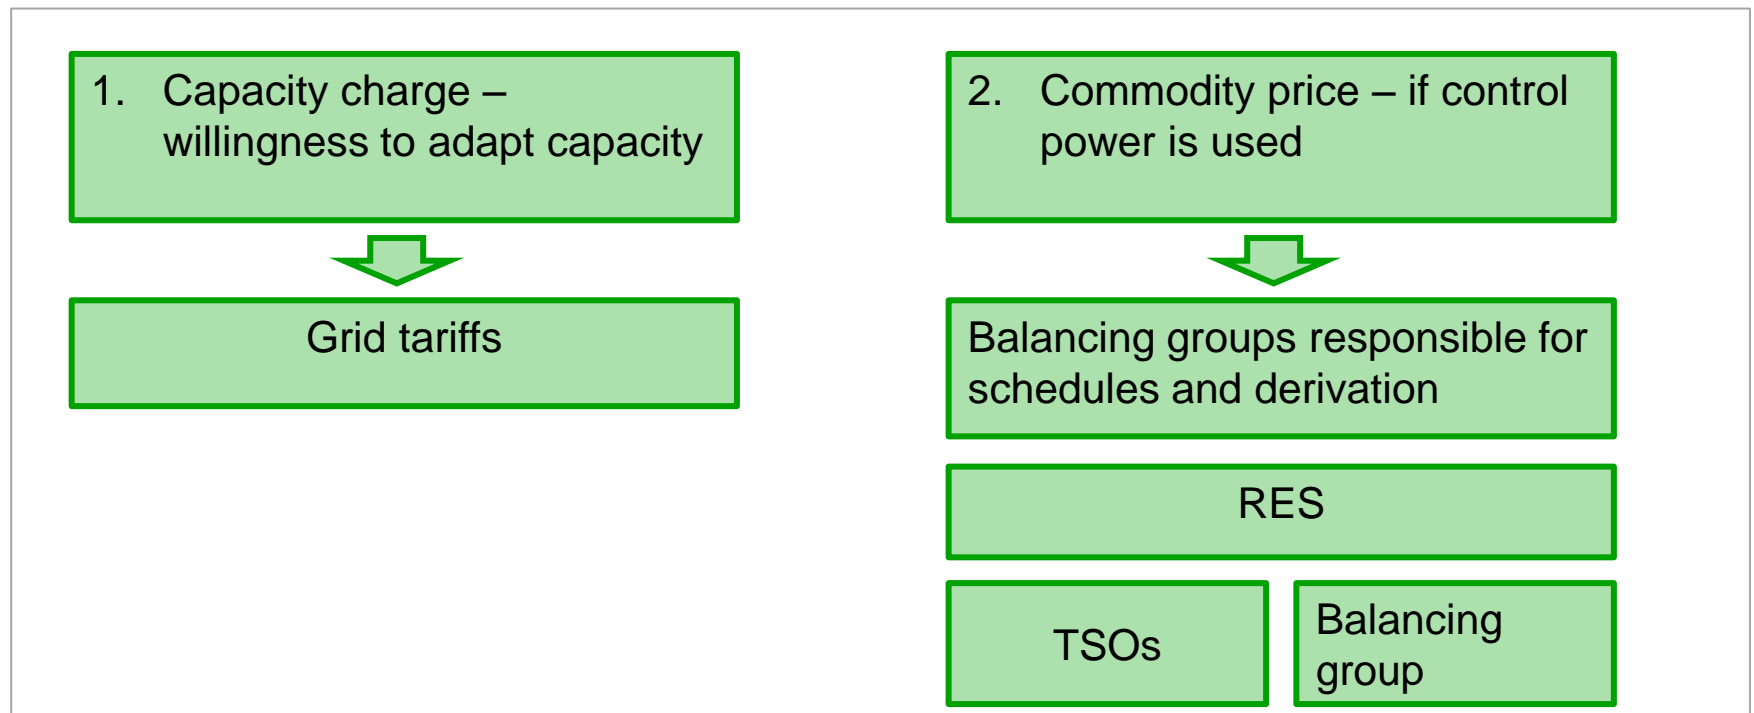 1. Capacity charge –
willingness to adapt capacity
Grid tariffs
2. Commodity price – if control
power is used
Balancing groups responsible for
schedules and derivation
RES
TSOs
Balancing
group